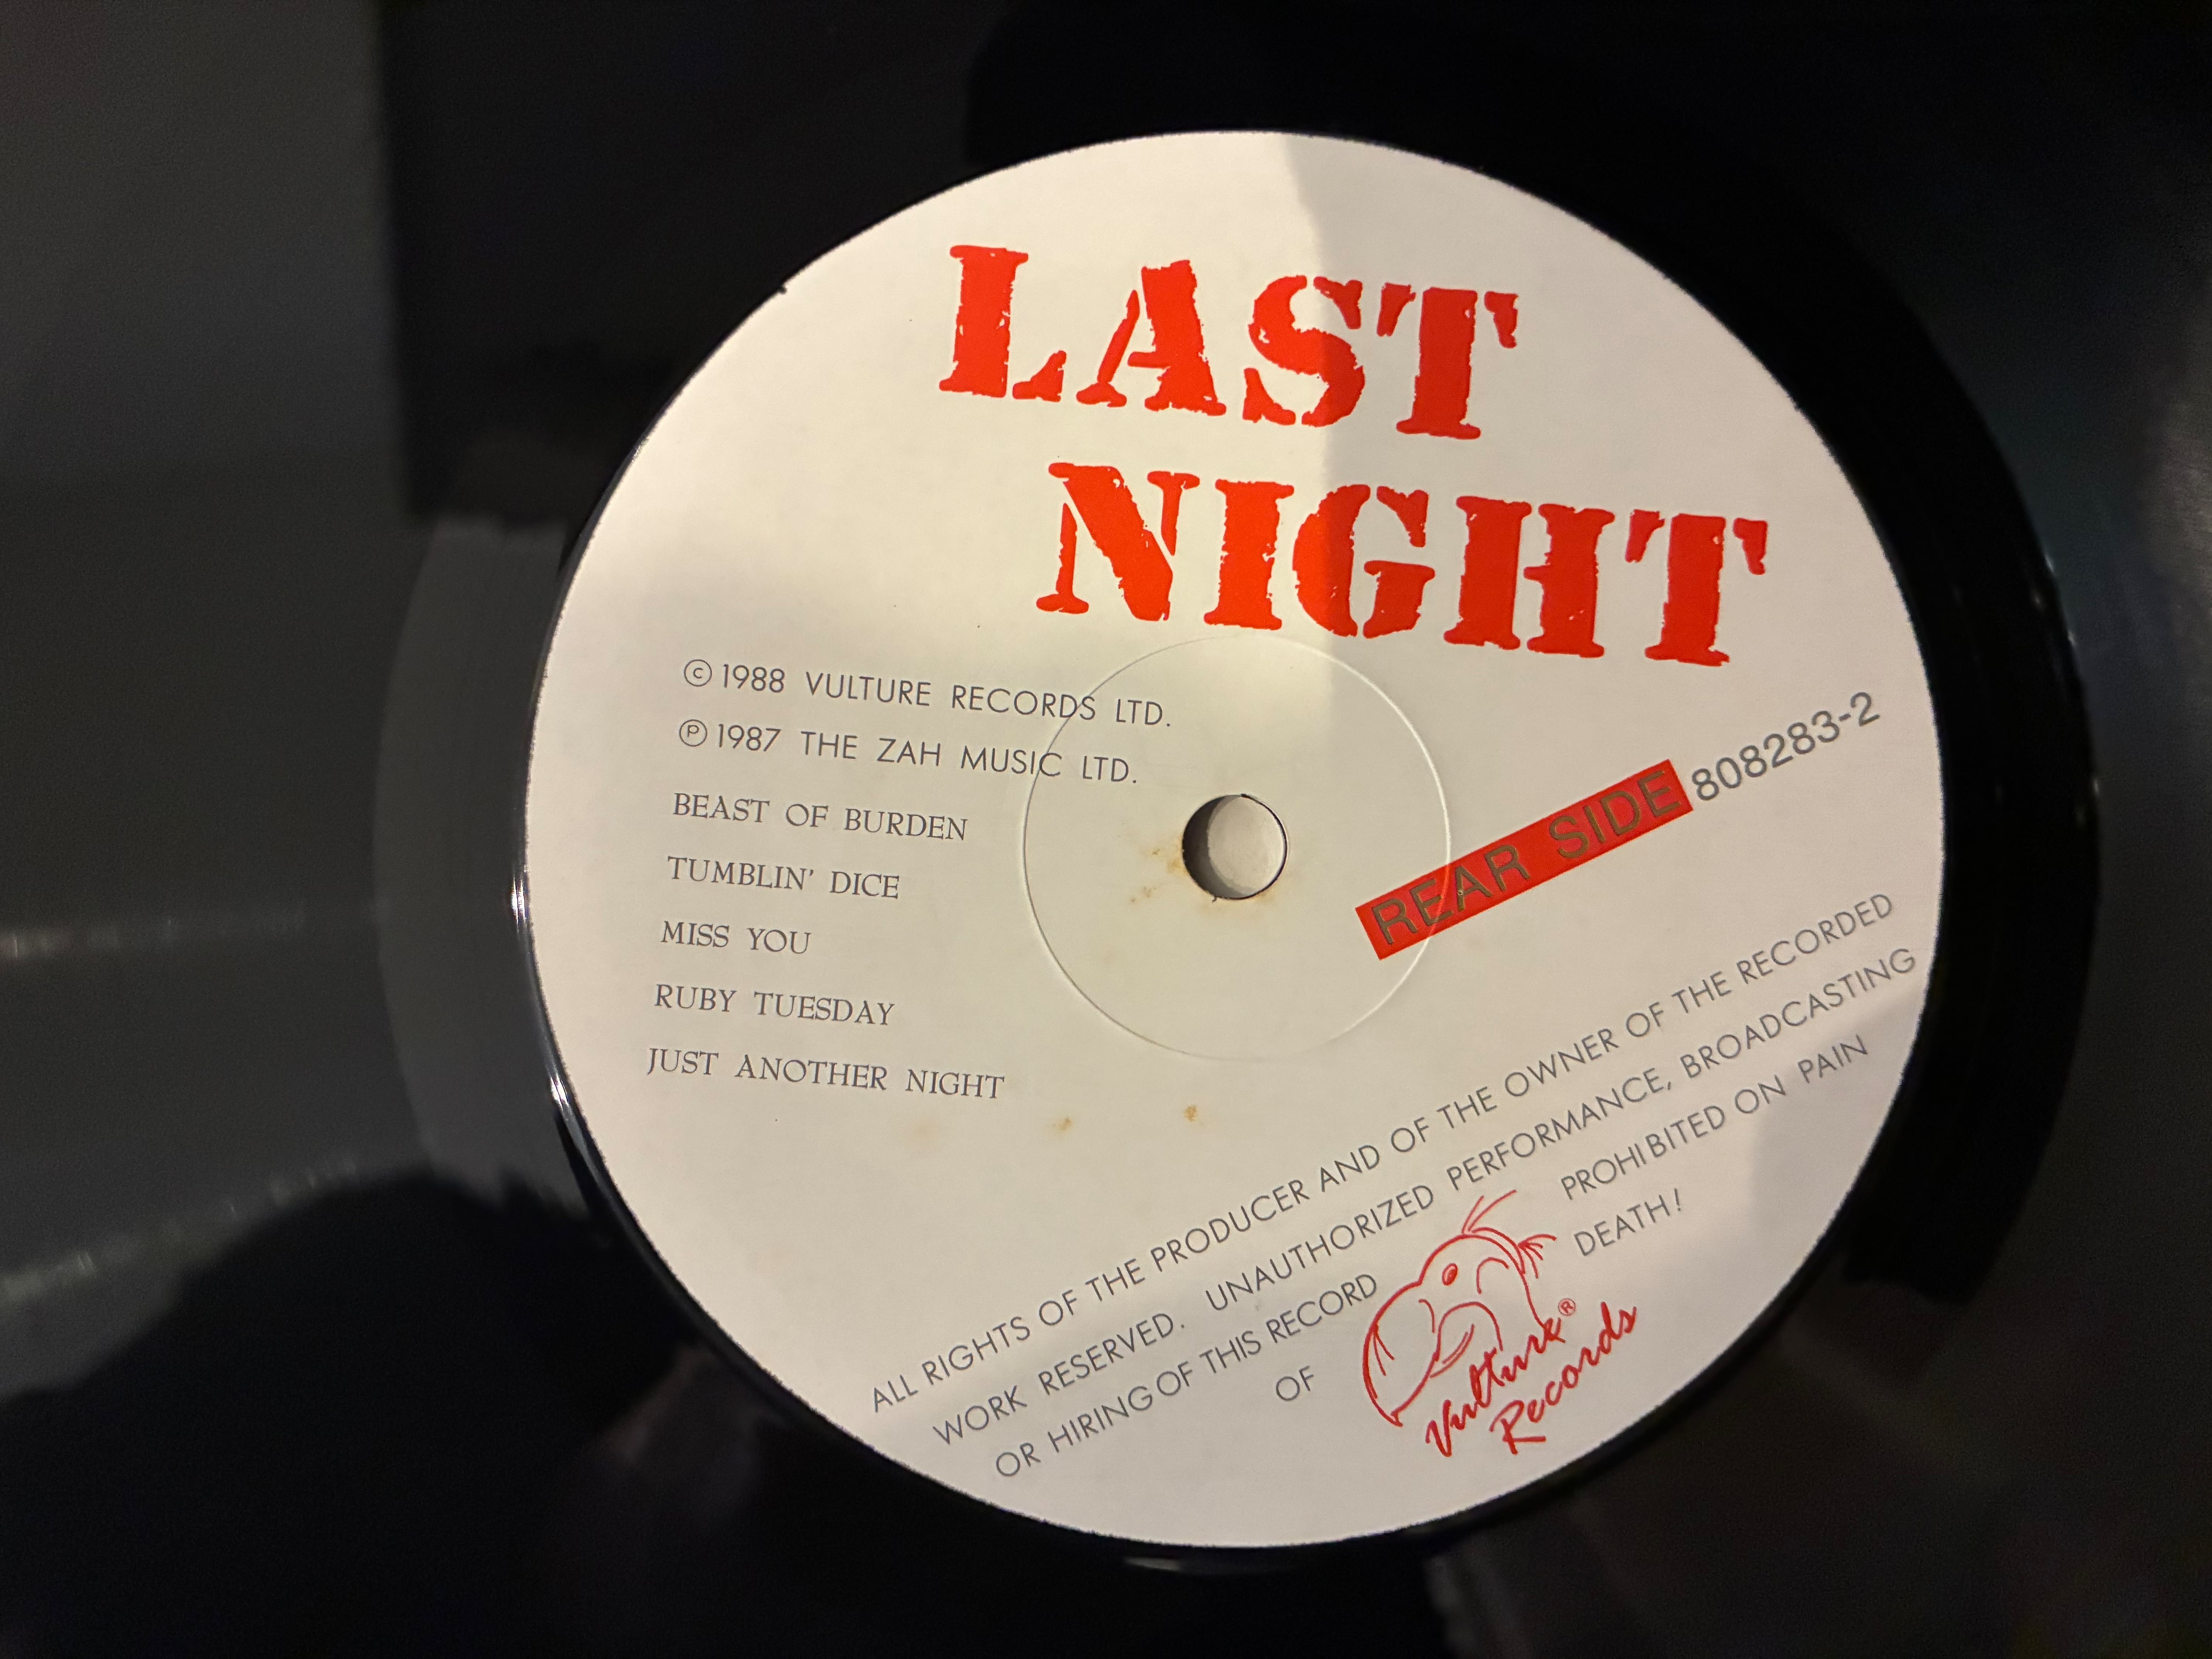 LAST
NIGHT
© 1988 VULTURE RECORDS LTD.
℗ 1987 THE ZAH MUSIC LTD.
BEAST OF BURDEN
TUMBLIN' DICE
MISS YOU
RUBY TUESDAY
JUST ANOTHER NIGHT
REAR SIDE 808283-2
ALL RIGHTS OF THE PRODUCER AND OF THE OWNER OF THE RECORDED
WORK RESERVED. UNAUTHORIZED PERFORMANCE, BROADCASTING
OR HIRING OF THIS RECORD PROHIBITED ON PAIN
OF DEATH!
Vulture®
Records